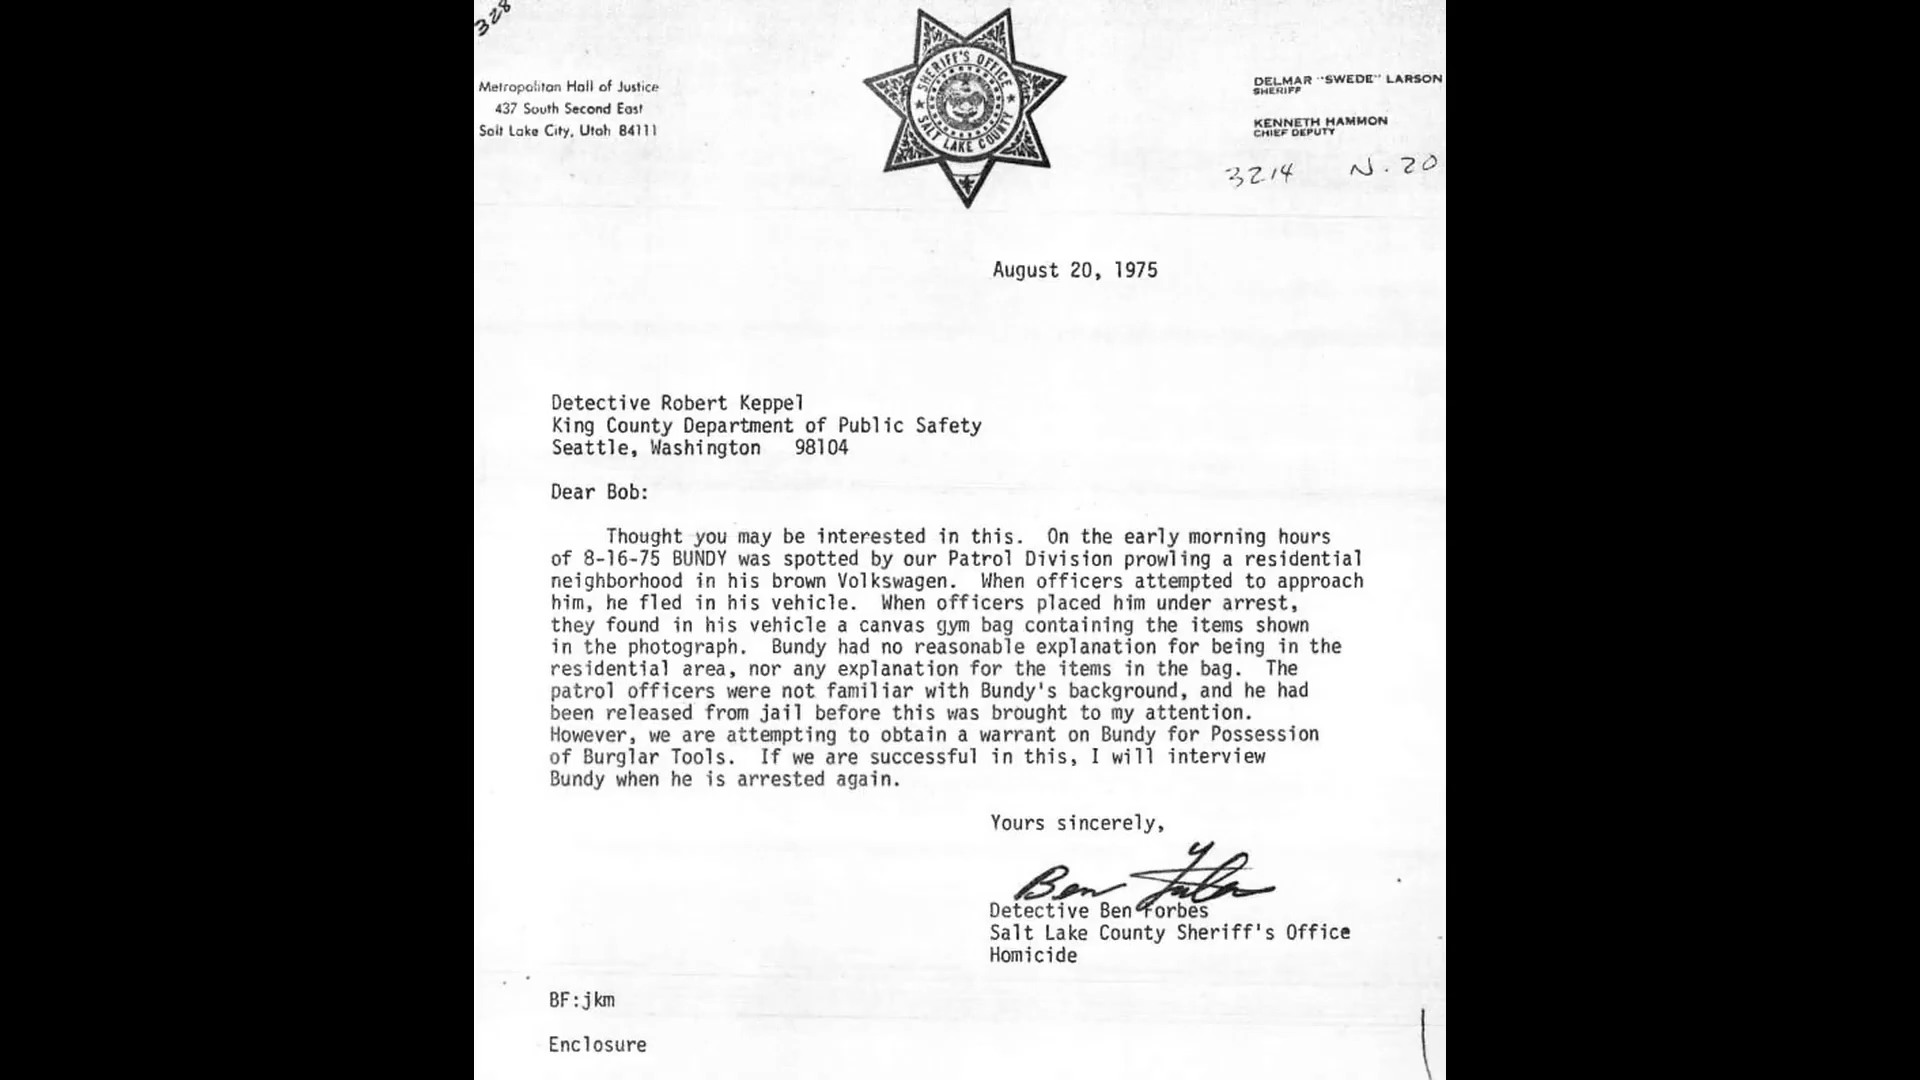 328
Metropolitan Hall of Justice
437 South Second East
Salt Lake City, Utah 84111
SHERIFF'S OFFICE
SALT LAKE COUNTY
DELMAR "SWEDE" LARSON
SHERIFF
KENNETH HAMMON
CHIEF DEPUTY
3214 N.20
August 20, 1975
Detective Robert Keppel
King County Department of Public Safety
Seattle, Washington 98104
Dear Bob:
Thought you may be interested in this. On the early morning hours
of 8-16-75 BUNDY was spotted by our Patrol Division prowling a residential
neighborhood in his brown Volkswagen. When officers attempted to approach
him, he fled in his vehicle. When officers placed him under arrest,
they found in his vehicle a canvas gym bag containing the items shown
in the photograph. Bundy had no reasonable explanation for being in the
residential area, nor any explanation for the items in the bag. The
patrol officers were not familiar with Bundy's background, and he had
been released from jail before this was brought to my attention.
However, we are attempting to obtain a warrant on Bundy for Possession
of Burglar Tools. If we are successful in this, I will interview
Bundy when he is arrested again.
Yours sincerely,
Ben Forbes
Detective Ben Forbes
Salt Lake County Sheriff's Office
Homicide
BF:jkm
Enclosure